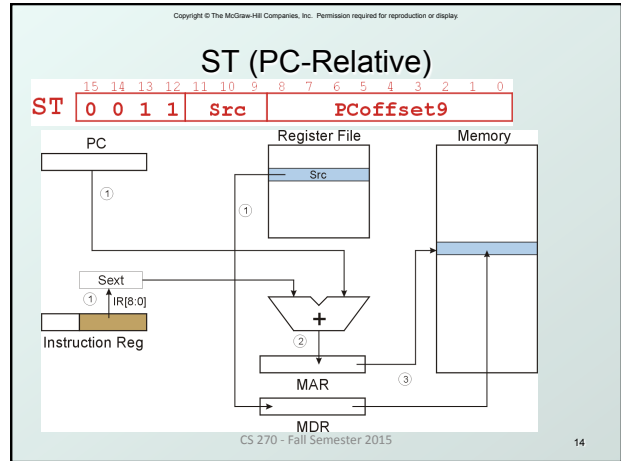 Copyright © The McGraw-Hill Companies, Inc. Permission required for reproduction or display.
ST (PC-Relative)
15 14 13 12 11 10 9 8 7 6 5 4 3 2 1 0
ST 0 0 1 1 Src PCoffset9
PC Register File Memory
Src
1 1
Sext
1 IR[8:0]
+
Instruction Reg
2
MAR
3
MDR
CS 270 - Fall Semester 2015
14